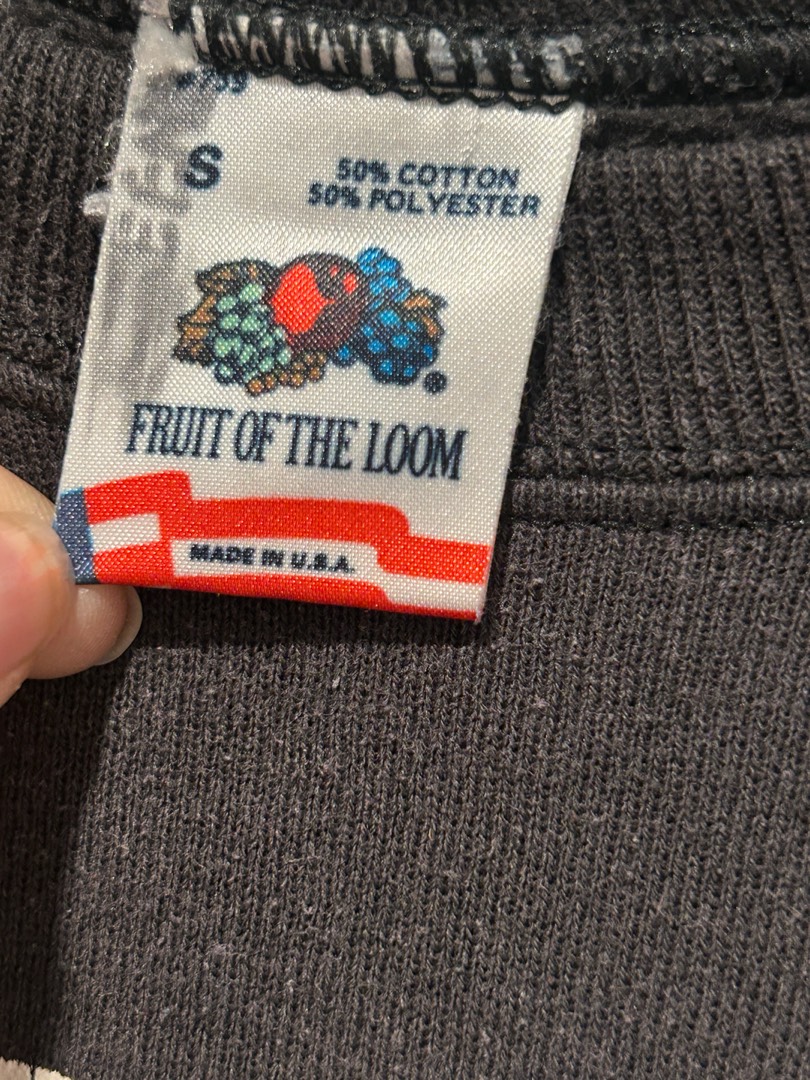 S
50% COTTON
50% POLYESTER
®
FRUIT OF THE LOOM
MADE IN U.S.A.